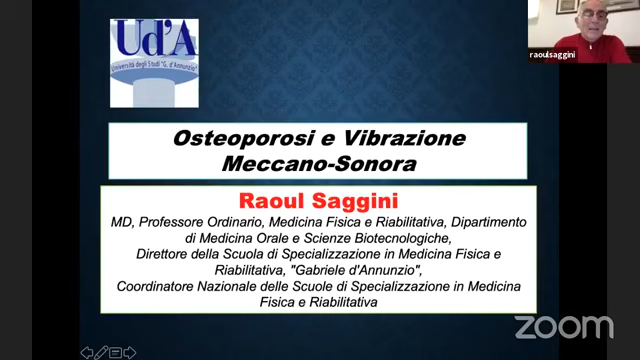 Ud'A
Università degli Studi "G. d'Annunzio"
raoulsaggini
Osteoporosi e Vibrazione
Meccano-Sonora
Raoul Saggini
MD, Professore Ordinario, Medicina Fisica e Riabilitativa, Dipartimento
di Medicina Orale e Scienze Biotecnologiche,
Direttore della Scuola di Specializzazione in Medicina Fisica e
Riabilitativa, "Gabriele d'Annunzio",
Coordinatore Nazionale delle Scuole di Specializzazione in Medicina
Fisica e Riabilitativa
zoom